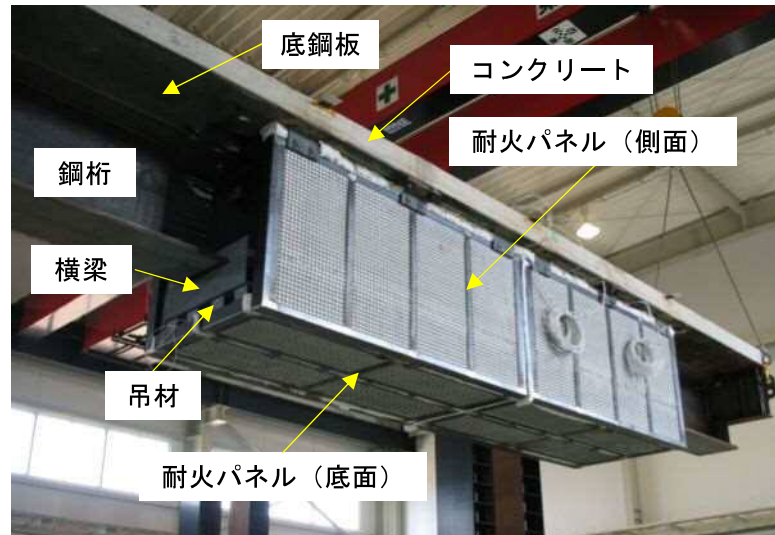 底鋼板
コンクリート
耐火パネル（側面）
鋼桁
横梁
吊材
耐火パネル（底面）